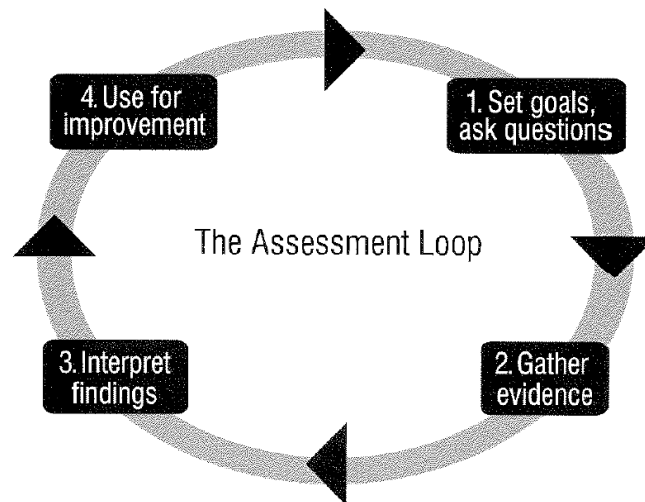 4. Use for
improvement
1. Set goals,
ask questions
The Assessment Loop
3. Interpret
findings
2. Gather
evidence